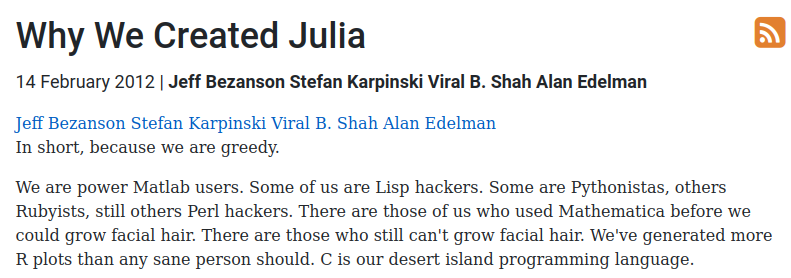 Why We Created Julia
14 February 2012 | Jeff Bezanson Stefan Karpinski Viral B. Shah Alan Edelman
Jeff Bezanson Stefan Karpinski Viral B. Shah Alan Edelman
In short, because we are greedy.
We are power Matlab users. Some of us are Lisp hackers. Some are Pythonistas, others
Rubyists, still others Perl hackers. There are those of us who used Mathematica before we
could grow facial hair. There are those who still can't grow facial hair. We've generated more
R plots than any sane person should. C is our desert island programming language.